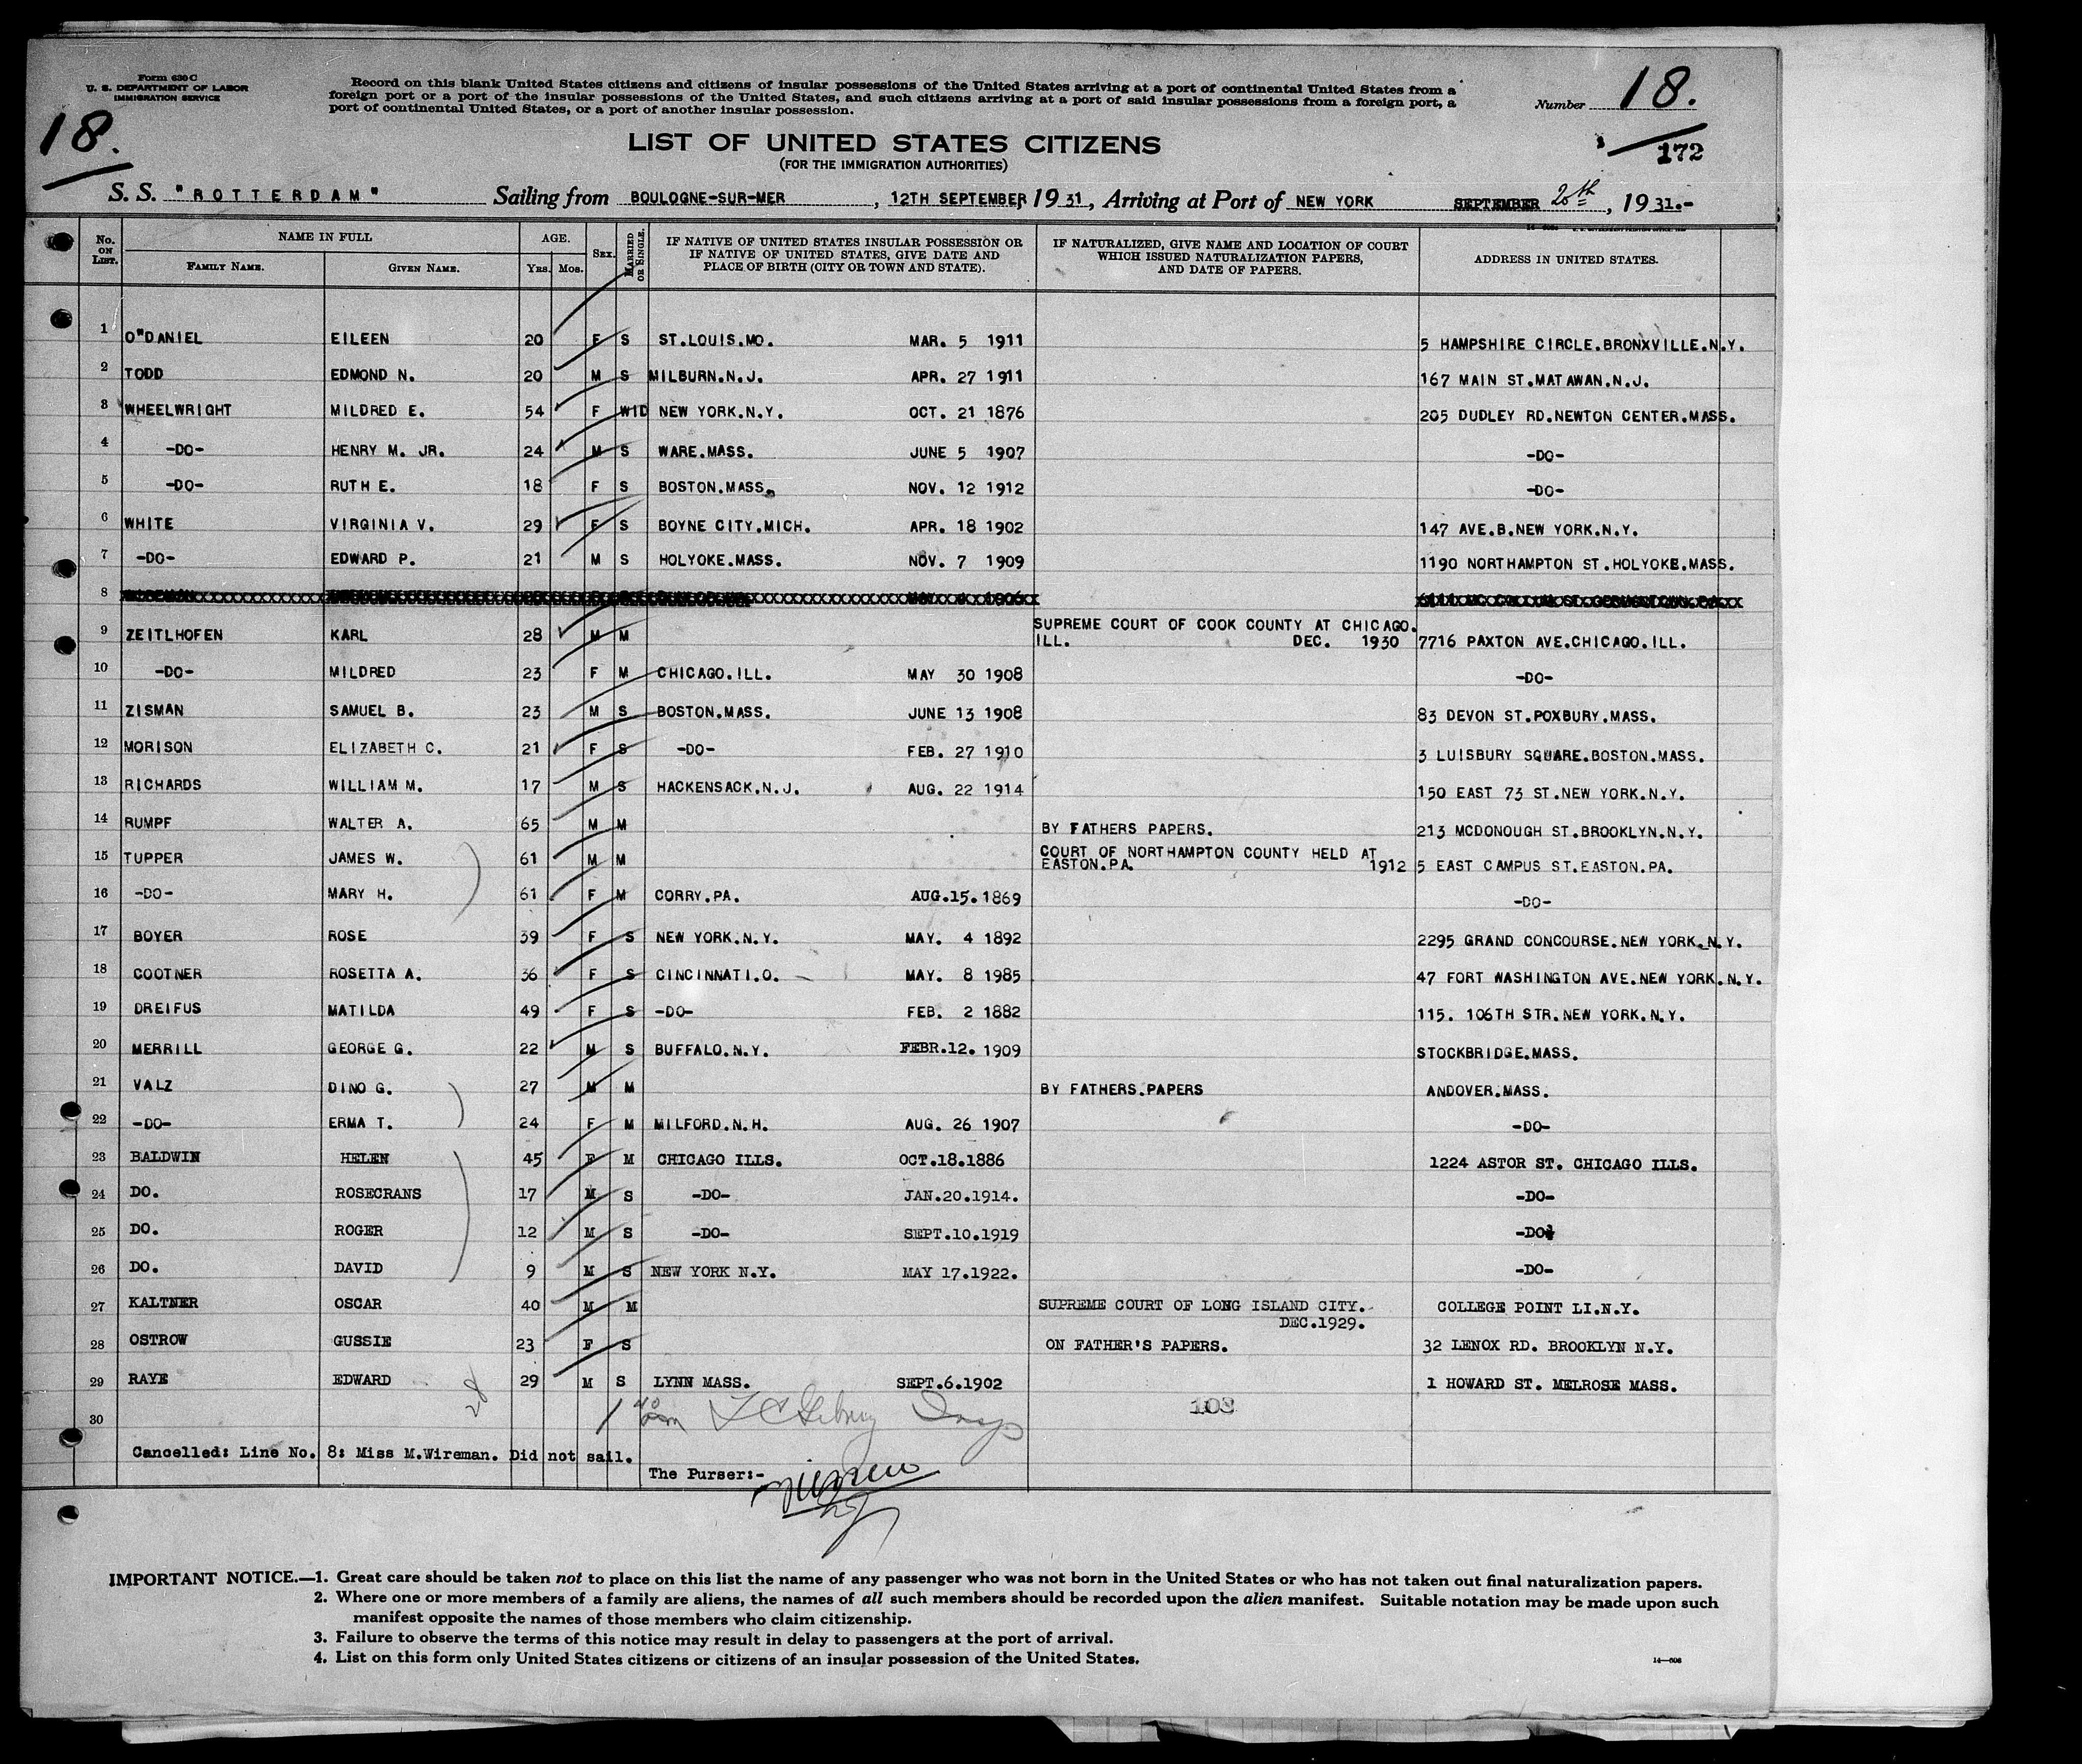 Form 630 C
U. S. DEPARTMENT OF LABOR
IMMIGRATION SERVICE
Record on this blank United States citizens and citizens of insular possessions of the United States arriving at a port of continental United States from a
foreign port or a port of the insular possessions of the United States, and such citizens arriving at a port of said insular possessions from a foreign port, a
port of continental United States, or a port of another insular possession.
Number 18.
18.
172
LIST OF UNITED STATES CITIZENS
(FOR THE IMMIGRATION AUTHORITIES)
S. S. "ROTTERDAM" Sailing from BOULOGNE-SUR-MER, 12TH SEPTEMBER, 1931, Arriving at Port of NEW YORK SEPTEMBER 20th, 1931.-
No. ON LIST. NAME IN FULL FAMILY NAME. GIVEN NAME. AGE. Yrs. Mos. SEX. MARRIED OR SINGLE. IF NATIVE OF UNITED STATES INSULAR POSSESSION OR IF NATIVE OF UNITED STATES, GIVE DATE AND PLACE OF BIRTH (CITY OR TOWN AND STATE). IF NATURALIZED, GIVE NAME AND LOCATION OF COURT WHICH ISSUED NATURALIZATION PAPERS, AND DATE OF PAPERS. ADDRESS IN UNITED STATES.
1 O"DANIEL EILEEN 20 F S ST.LOUIS.MO. MAR. 5 1911 5 HAMPSHIRE CIRCLE.BRONXVILLE.N.Y.
2 TODD EDMOND N. 20 M S MILBURN.N.J. APR. 27 1911 167 MAIN ST.MATAWAN.N.J.
3 WHEELWRIGHT MILDRED E. 54 F WID NEW YORK.N.Y. OCT. 21 1876 205 DUDLEY RD.NEWTON CENTER.MASS.
4 -DO- HENRY M. JR. 24 M S WARE.MASS. JUNE 5 1907 -DO-
5 -DO- RUTH E. 18 F S BOSTON.MASS. NOV. 12 1912 -DO-
6 WHITE VIRGINIA V. 29 F S BOYNE CITY.MICH. APR. 18 1902 147 AVE.B.NEW YORK.N.Y.
7 -DO- EDWARD P. 21 M S HOLYOKE.MASS. NOV. 7 1909 1190 NORTHAMPTON ST.HOLYOKE.MASS.
8
9 ZEITLHOFEN KARL 28 M M SUPREME COURT OF COOK COUNTY AT CHICAGO. ILL. DEC. 1930 7716 PAXTON AVE.CHICAGO.ILL.
10 -DO- MILDRED 23 F M CHICAGO.ILL. MAY 30 1908 -DO-
11 ZISMAN SAMUEL B. 23 M S BOSTON.MASS. JUNE 13 1908 83 DEVON ST.POXBURY.MASS.
12 MORISON ELIZABETH C. 21 F S -DO- FEB. 27 1910 3 LUISBURY SQUARE.BOSTON.MASS.
13 RICHARDS WILLIAM M. 17 M S HACKENSACK.N.J. AUG. 22 1914 150 EAST 73 ST.NEW YORK.N.Y.
14 RUMPF WALTER A. 65 M M BY FATHERS PAPERS. 213 MCDONOUGH ST.BROOKLYN.N.Y.
15 TUPPER JAMES W. 61 M M COURT OF NORTHAMPTON COUNTY HELD AT EASTON.PA. 1912 5 EAST CAMPUS ST.EASTON.PA.
16 -DO- MARY H. 61 F M CORRY.PA. AUG.15.1869 -DO-
17 BOYER ROSE 39 F S NEW YORK.N.Y. MAY. 4 1892 2295 GRAND CONCOURSE.NEW YORK.N.Y.
18 COOTNER ROSETTA A. 36 F S CINCINNATI.O. MAY. 8 1985 47 FORT WASHINGTON AVE.NEW YORK.N.Y.
19 DREIFUS MATILDA 49 F S -DO- FEB. 2 1882 115. 106TH STR.NEW YORK.N.Y.
20 MERRILL GEORGE G. 22 M S BUFFALO.N.Y. FEBR.12. 1909 STOCKBRIDGE.MASS.
21 VALZ DINO G. 27 M M BY FATHERS.PAPERS ANDOVER.MASS.
22 -DO- ERMA T. 24 F M MILFORD.N.H. AUG. 26 1907 -DO-
23 BALDWIN HELEN 45 F M CHICAGO ILLS. OCT.18.1886 1224 ASTOR ST. CHICAGO ILLS.
24 DO. ROSECRANS 17 M S -DO- JAN.20.1914. -DO-
25 DO. ROGER 12 M S -DO- SEPT.10.1919 -DO-
26 DO. DAVID 9 M S NEW YORK N.Y. MAY 17.1922. -DO-
27 KALTNER OSCAR 40 M M SUPREME COURT OF LONG ISLAND CITY. DEC.1929. COLLEGE POINT LI.N.Y.
28 OSTROW GUSSIE 23 F S ON FATHER'S PAPERS. 32 LENOX RD. BROOKLYN N.Y.
29 RAYE EDWARD 29 M S LYNN MASS. SEPT.6.1902 1 HOWARD ST. MELROSE MASS.
28
30 103
Cancelled: Line No. 8: Miss M.Wireman. Did not sail.
The Purser:-
IMPORTANT NOTICE.—1. Great care should be taken not to place on this list the name of any passenger who was not born in the United States or who has not taken out final naturalization papers.
2. Where one or more members of a family are aliens, the names of all such members should be recorded upon the alien manifest. Suitable notation may be made upon such
manifest opposite the names of those members who claim citizenship.
3. Failure to observe the terms of this notice may result in delay to passengers at the port of arrival.
4. List on this form only United States citizens or citizens of an insular possession of the United States.
14—606